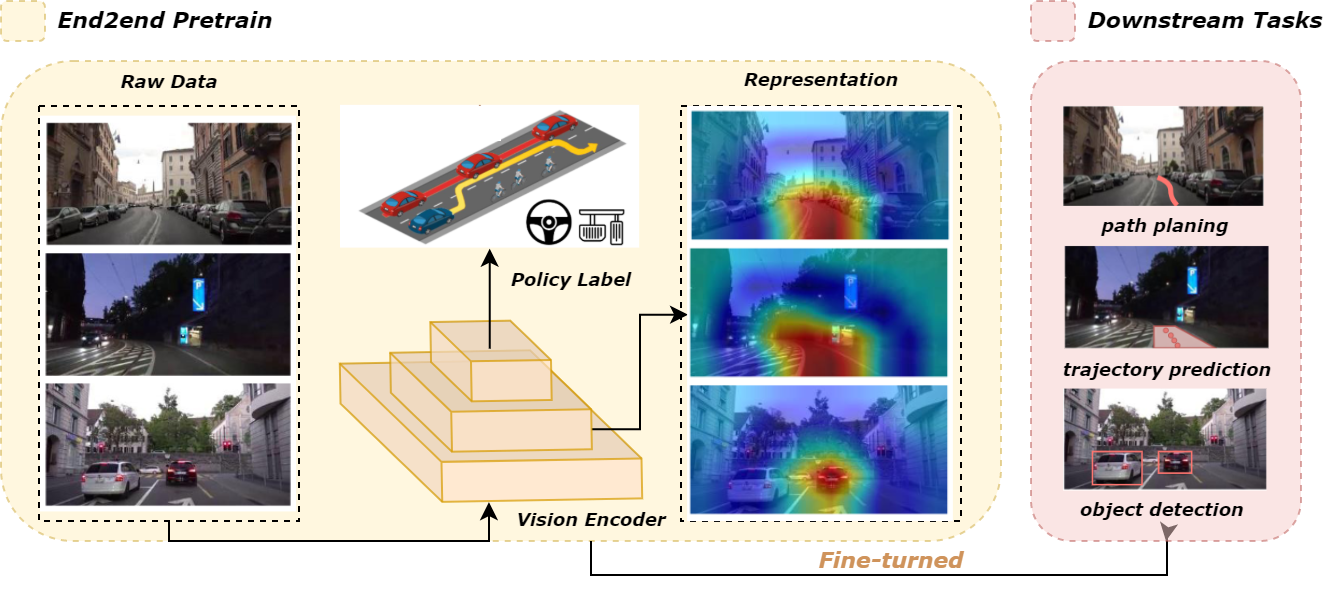 End2end Pretrain
Downstream Tasks
Raw Data
Representation
Policy Label
Vision Encoder
path planing
trajectory prediction
object detection
Fine-turned
P